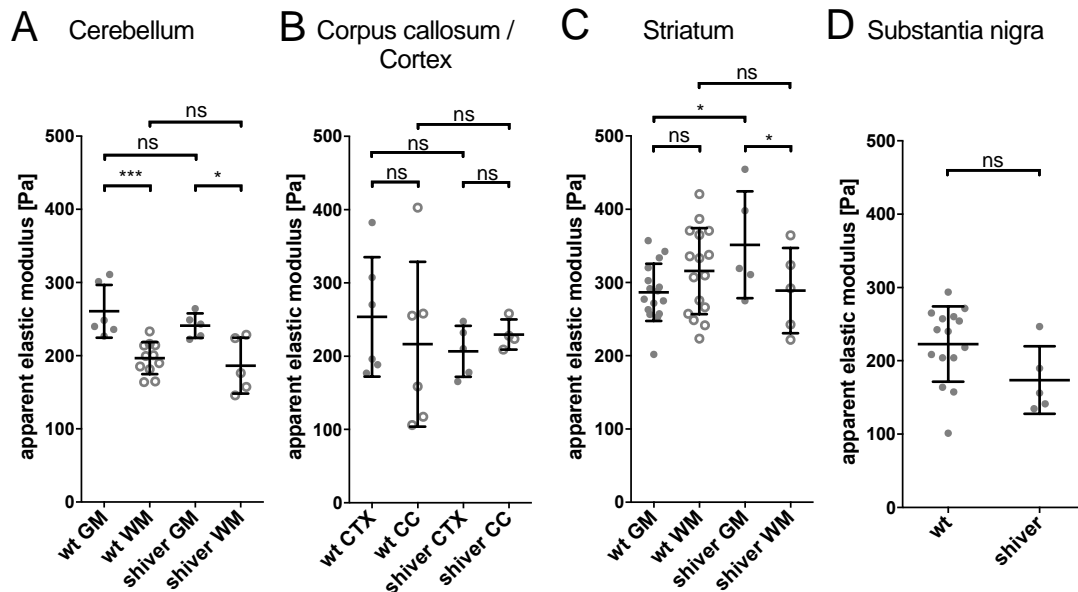 A Cerebellum
ns
ns
*** *
apparent elastic modulus [Pa]
500
400
300
200
100
0
wt GM
wt WM
shiver GM
shiver WM
B Corpus callosum /
Cortex
ns
ns
ns ns
apparent elastic modulus [Pa]
500
400
300
200
100
0
wt CTX
wt CC
shiver CTX
shiver CC
C Striatum
ns
*
ns *
apparent elastic modulus [Pa]
500
400
300
200
100
0
wt GM
wt WM
shiver GM
shiver WM
D Substantia nigra
ns
apparent elastic modulus [Pa]
500
400
300
200
100
0
wt
shiver